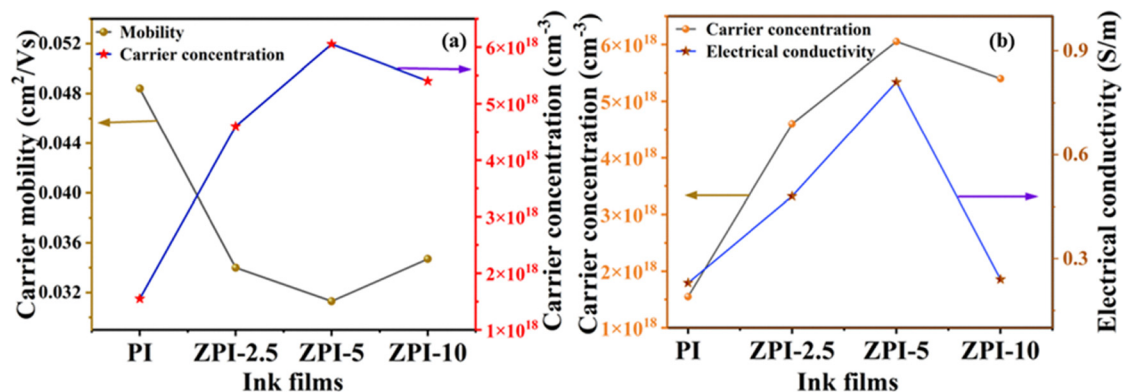 (a)
Mobility
Carrier concentration
Carrier mobility (cm²/Vs)
0.052
0.048
0.044
0.040
0.036
0.032
6×10¹⁸
5×10¹⁸
4×10¹⁸
3×10¹⁸
2×10¹⁸
1×10¹⁸
Carrier concentration (cm⁻³)
PI ZPI-2.5 ZPI-5 ZPI-10
Ink films
(b)
Carrier concentration
Electrical conductivity
Carrier concentration (cm⁻³)
6×10¹⁸
5×10¹⁸
4×10¹⁸
3×10¹⁸
2×10¹⁸
1×10¹⁸
0.9
0.6
0.3
Electrical conductivity (S/m)
PI ZPI-2.5 ZPI-5 ZPI-10
Ink films